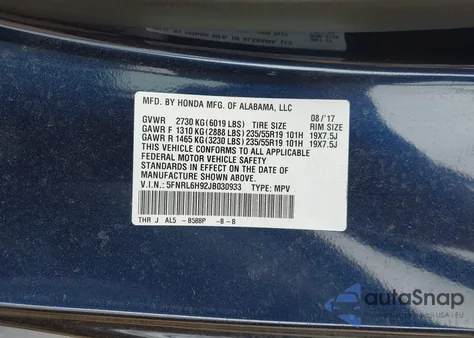 MFD. BY HONDA MFG. OF ALABAMA, LLC
GVWR 2730 KG(6019 LBS) TIRE SIZE 08/'17 RIM SIZE
GAWR F 1310 KG(2888 LBS) 235/55R19 101H 19X7.5J
GAWR R 1465 KG(3230 LBS) 235/55R19 101H 19X7.5J
THIS VEHICLE CONFORMS TO ALL APPLICABLE
FEDERAL MOTOR VEHICLE SAFETY
STANDARDS IN EFFECT ON THE DATE OF
MANUFACTURE SHOWN ABOVE.
V.I.N.: 5FNRL6H92JB030933 TYPE: MPV
THR J AL5 -B588P -B-B
autoSnap